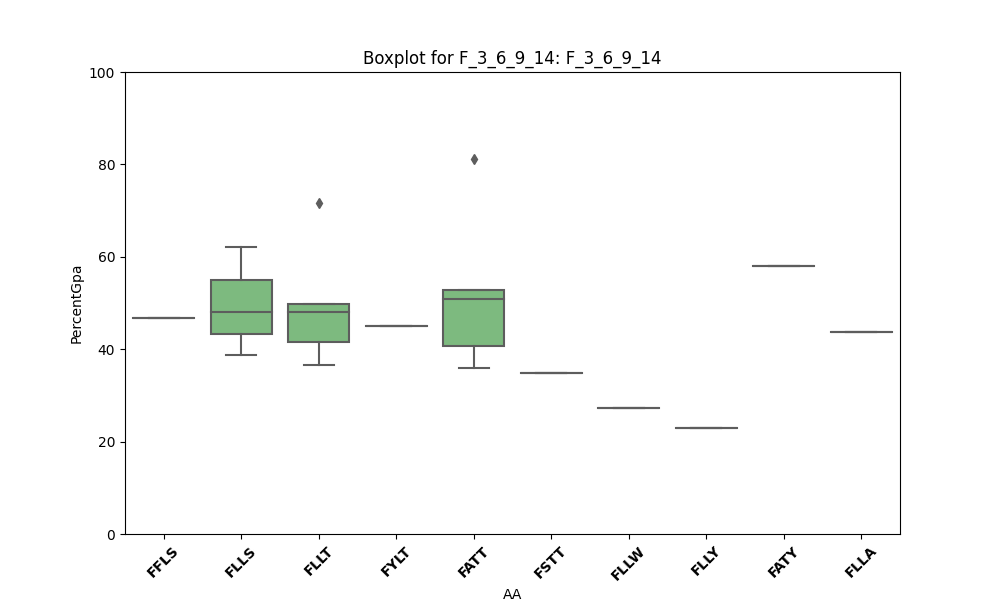 Boxplot for F_3_6_9_14: F_3_6_9_14
100
80
60
40
20
0
PercentGpa
FFLS
FLLS
FLLT
FYLT
FATT
FSTT
FLLW
FLLY
FATY
FLLA
AA